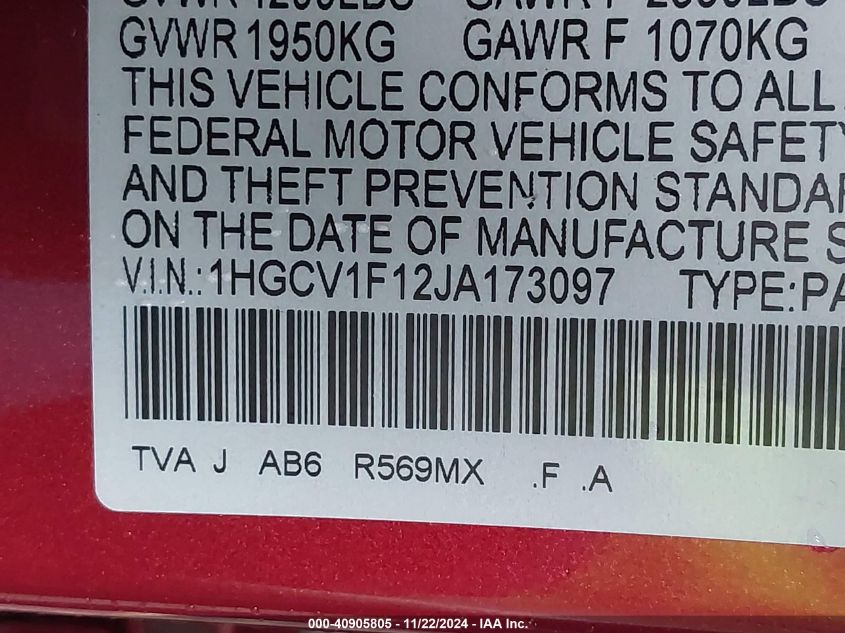 GVWR 1950KG GAWR F 1070KG
THIS VEHICLE CONFORMS TO ALL
FEDERAL MOTOR VEHICLE SAFETY
AND THEFT PREVENTION STANDAR
ON THE DATE OF MANUFACTURE S
V.I.N.:1HGCV1F12JA173097 TYPE:PA
TVA J AB6 R569MX .F .A
000-40905805 - 11/22/2024 - IAA Inc.